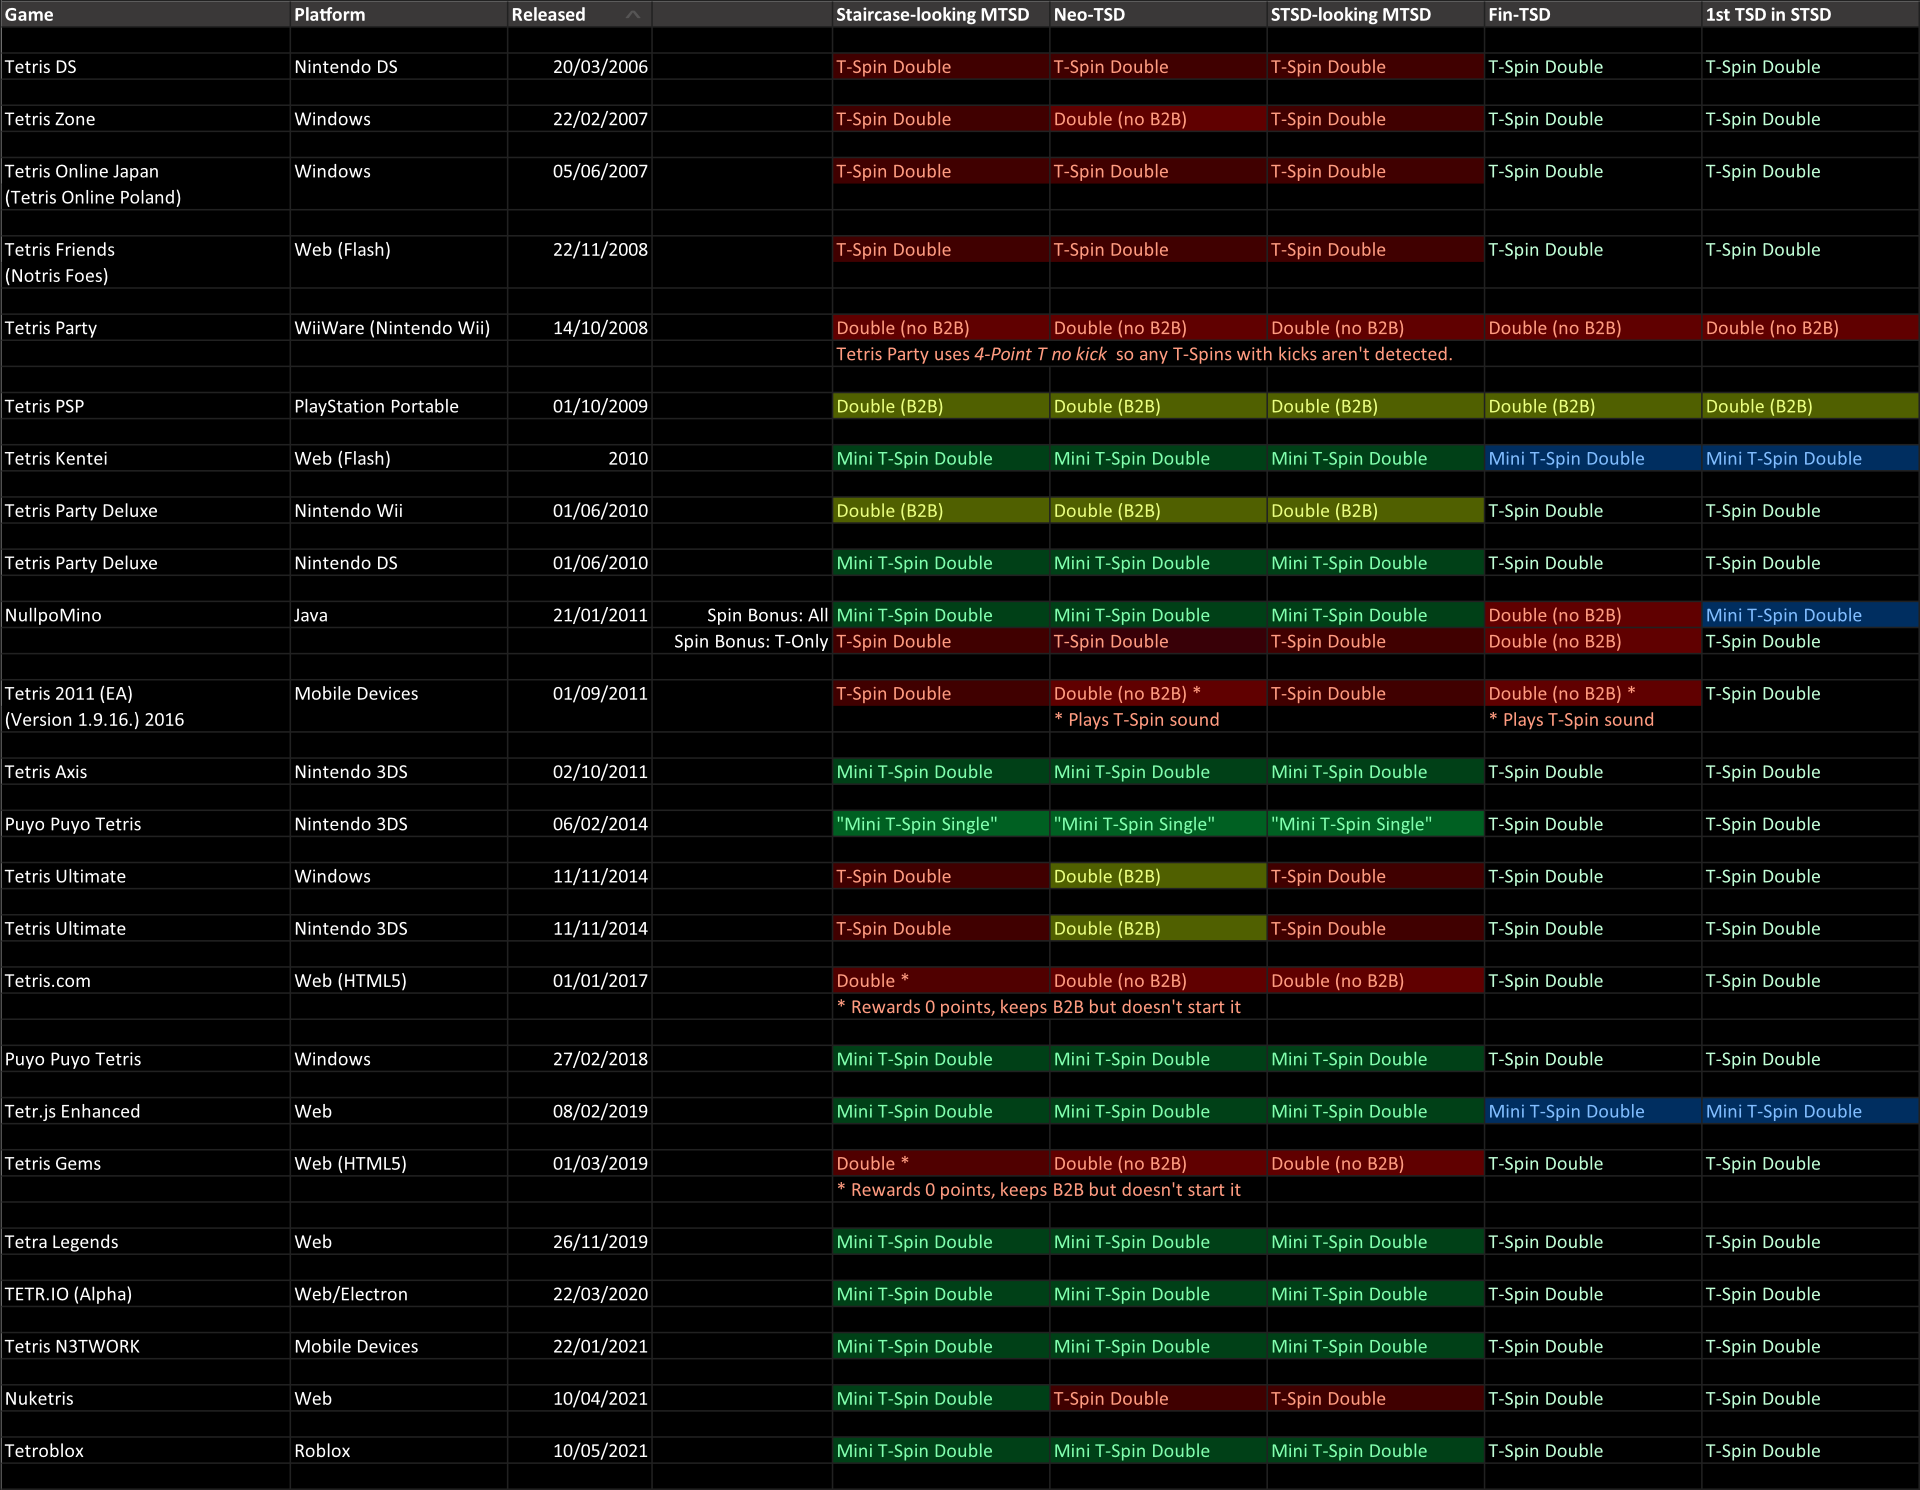 Game Platform Released Staircase-looking MTSD Neo-TSD STSD-looking MTSD Fin-TSD 1st TSD in STSD
Tetris DS Nintendo DS 20/03/2006 T-Spin Double T-Spin Double T-Spin Double T-Spin Double T-Spin Double
Tetris Zone Windows 22/02/2007 T-Spin Double Double (no B2B) T-Spin Double T-Spin Double T-Spin Double
Tetris Online Japan Windows 05/06/2007 T-Spin Double T-Spin Double T-Spin Double T-Spin Double T-Spin Double
(Tetris Online Poland)
Tetris Friends Web (Flash) 22/11/2008 T-Spin Double T-Spin Double T-Spin Double T-Spin Double T-Spin Double
(Notris Foes)
Tetris Party WiiWare (Nintendo Wii) 14/10/2008 Double (no B2B) Double (no B2B) Double (no B2B) Double (no B2B) Double (no B2B)
Tetris Party uses 4-Point T no kick so any T-Spins with kicks aren't detected.
Tetris PSP PlayStation Portable 01/10/2009 Double (B2B) Double (B2B) Double (B2B) Double (B2B) Double (B2B)
Tetris Kentei Web (Flash) 2010 Mini T-Spin Double Mini T-Spin Double Mini T-Spin Double Mini T-Spin Double Mini T-Spin Double
Tetris Party Deluxe Nintendo Wii 01/06/2010 Double (B2B) Double (B2B) Double (B2B) T-Spin Double T-Spin Double
Tetris Party Deluxe Nintendo DS 01/06/2010 Mini T-Spin Double Mini T-Spin Double Mini T-Spin Double T-Spin Double T-Spin Double
NullpoMino Java 21/01/2011 Spin Bonus: All Mini T-Spin Double Mini T-Spin Double Mini T-Spin Double Double (no B2B) Mini T-Spin Double
Spin Bonus: T-Only T-Spin Double T-Spin Double T-Spin Double Double (no B2B) T-Spin Double
Tetris 2011 (EA) Mobile Devices 01/09/2011 T-Spin Double Double (no B2B) * T-Spin Double Double (no B2B) * T-Spin Double
(Version 1.9.16.) 2016 * Plays T-Spin sound * Plays T-Spin sound
Tetris Axis Nintendo 3DS 02/10/2011 Mini T-Spin Double Mini T-Spin Double Mini T-Spin Double T-Spin Double T-Spin Double
Puyo Puyo Tetris Nintendo 3DS 06/02/2014 "Mini T-Spin Single" "Mini T-Spin Single" "Mini T-Spin Single" T-Spin Double T-Spin Double
Tetris Ultimate Windows 11/11/2014 T-Spin Double Double (B2B) T-Spin Double T-Spin Double T-Spin Double
Tetris Ultimate Nintendo 3DS 11/11/2014 T-Spin Double Double (B2B) T-Spin Double T-Spin Double T-Spin Double
Tetris.com Web (HTML5) 01/01/2017 Double * Double (no B2B) Double (no B2B) T-Spin Double T-Spin Double
* Rewards 0 points, keeps B2B but doesn't start it
Puyo Puyo Tetris Windows 27/02/2018 Mini T-Spin Double Mini T-Spin Double Mini T-Spin Double T-Spin Double T-Spin Double
Tetr.js Enhanced Web 08/02/2019 Mini T-Spin Double Mini T-Spin Double Mini T-Spin Double Mini T-Spin Double Mini T-Spin Double
Tetris Gems Web (HTML5) 01/03/2019 Double * Double (no B2B) Double (no B2B) T-Spin Double T-Spin Double
* Rewards 0 points, keeps B2B but doesn't start it
Tetra Legends Web 26/11/2019 Mini T-Spin Double Mini T-Spin Double Mini T-Spin Double T-Spin Double T-Spin Double
TETR.IO (Alpha) Web/Electron 22/03/2020 Mini T-Spin Double Mini T-Spin Double Mini T-Spin Double T-Spin Double T-Spin Double
Tetris N3TWORK Mobile Devices 22/01/2021 Mini T-Spin Double Mini T-Spin Double Mini T-Spin Double T-Spin Double T-Spin Double
Nuketris Web 10/04/2021 Mini T-Spin Double T-Spin Double T-Spin Double T-Spin Double T-Spin Double
Tetroblox Roblox 10/05/2021 Mini T-Spin Double Mini T-Spin Double Mini T-Spin Double T-Spin Double T-Spin Double